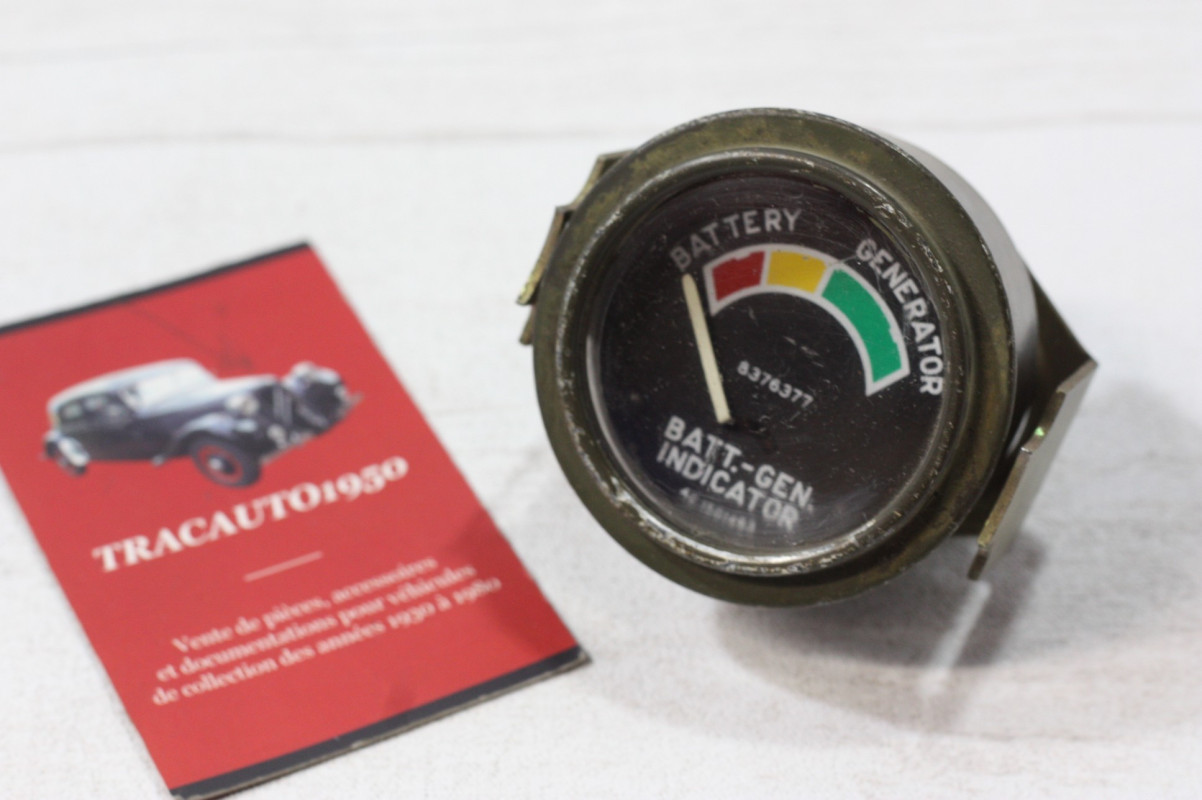 BATTERY
GENERATOR
8376377
BATT.-GEN.
INDICATOR
TRACAUTO1950
Vente de pièces, accessoires
et documentations pour véhicules
de collection des années 1930 à 1980